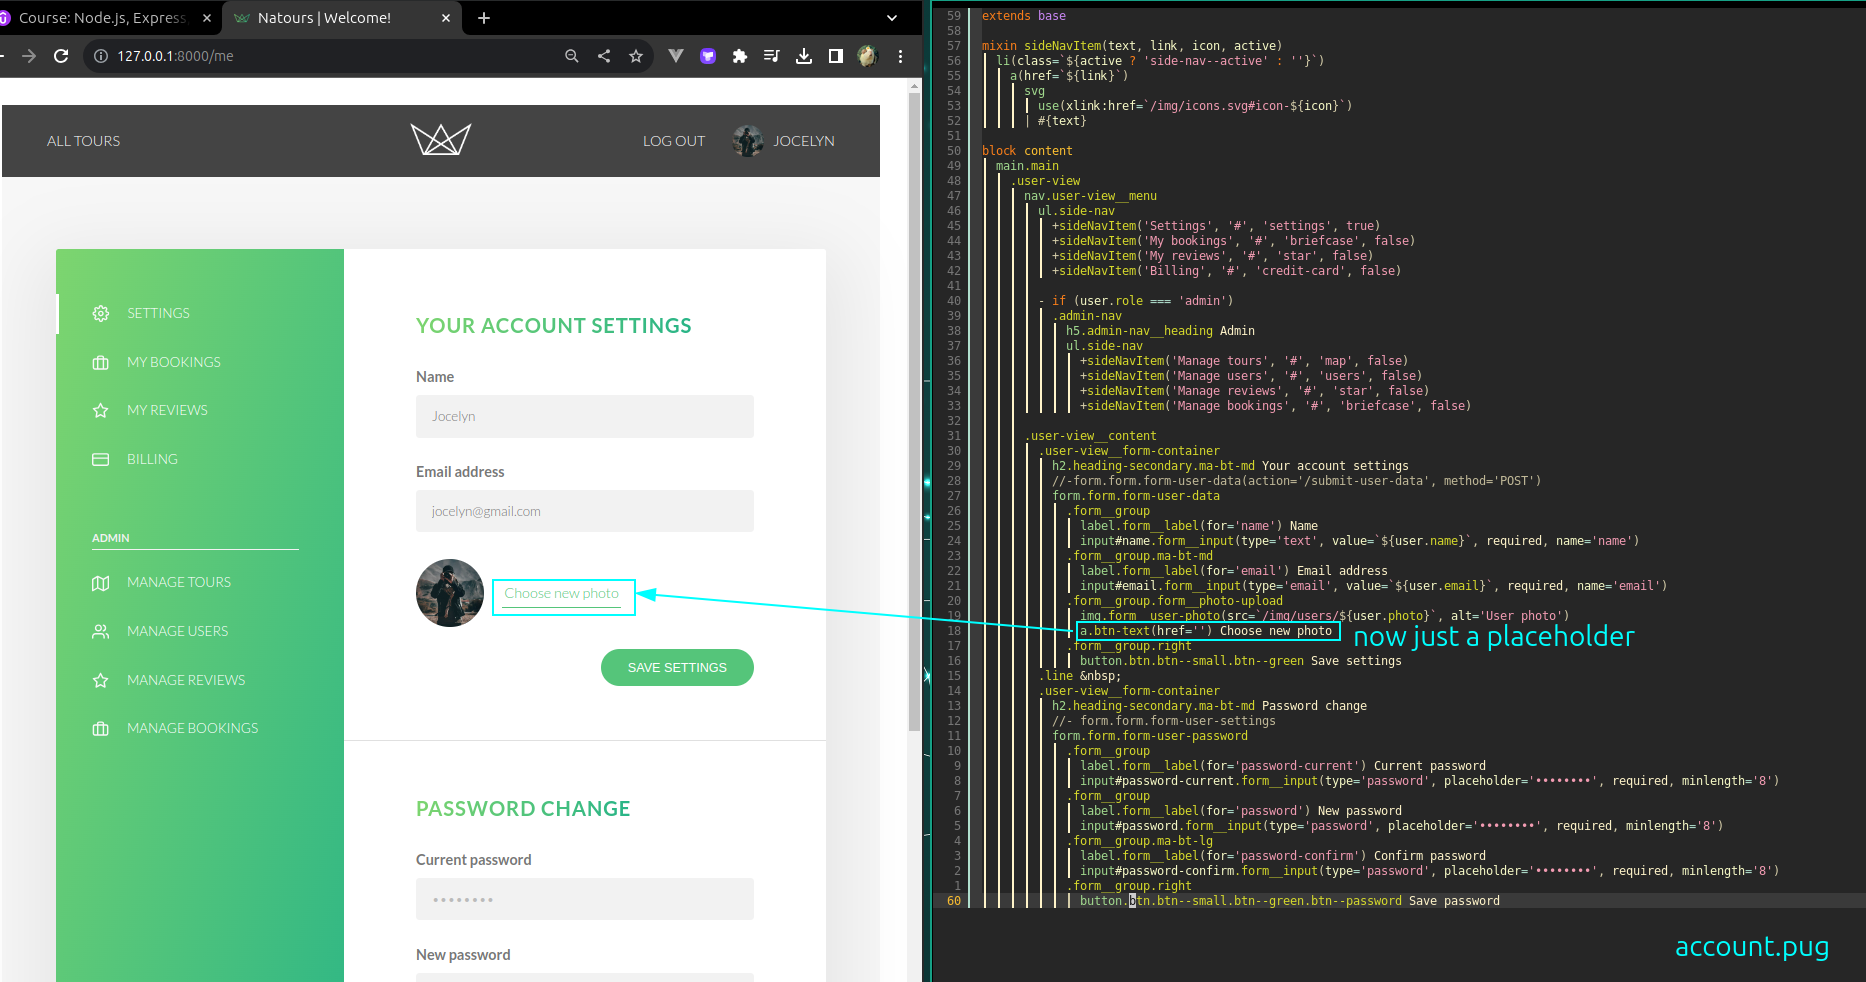 Course: Node.Js, Express,
Natours | Welcome!
127.0.0.1:8000/me
ALL TOURS
LOG OUT
JOCELYN
SETTINGS
MY BOOKINGS
MY REVIEWS
BILLING
ADMIN
MANAGE TOURS
MANAGE USERS
MANAGE REVIEWS
MANAGE BOOKINGS
YOUR ACCOUNT SETTINGS
Name
Jocelyn
Email address
jocelyn@gmail.com
Choose new photo
SAVE SETTINGS
PASSWORD CHANGE
Current password
••••••••
New password
59 extends base
58
57 mixin sideNavItem(text, link, icon, active)
56 li(class=`${active ? 'side-nav--active' : ''}`)
55 a(href=`${link}`)
54 svg
53 use(xlink:href=`/img/icons.svg#icon-${icon}`)
52 | #{text}
51
50 block content
49 main.main
48 .user-view
47 nav.user-view__menu
46 ul.side-nav
45 +sideNavItem('Settings', '#', 'settings', true)
44 +sideNavItem('My bookings', '#', 'briefcase', false)
43 +sideNavItem('My reviews', '#', 'star', false)
42 +sideNavItem('Billing', '#', 'credit-card', false)
41
40 - if (user.role === 'admin')
39 .admin-nav
38 h5.admin-nav__heading Admin
37 ul.side-nav
36 +sideNavItem('Manage tours', '#', 'map', false)
35 +sideNavItem('Manage users', '#', 'users', false)
34 +sideNavItem('Manage reviews', '#', 'star', false)
33 +sideNavItem('Manage bookings', '#', 'briefcase', false)
32
31 .user-view__content
30 .user-view__form-container
29 h2.heading-secondary.ma-bt-md Your account settings
28 //-form.form.form-user-data(action='/submit-user-data', method='POST')
27 form.form.form-user-data
26 .form__group
25 label.form__label(for='name') Name
24 input#name.form__input(type='text', value=`${user.name}`, required, name='name')
23 .form__group.ma-bt-md
22 label.form__label(for='email') Email address
21 input#email.form__input(type='email', value=`${user.email}`, required, name='email')
20 .form__group.form__photo-upload
19 img.form__user-photo(src=`/img/users/${user.photo}`, alt='User photo')
18 a.btn-text(href='') Choose new photo
now just a placeholder
17 .form__group.right
16 button.btn.btn--small.btn--green Save settings
15 .line &nbsp;
14 .user-view__form-container
13 h2.heading-secondary.ma-bt-md Password change
12 //- form.form.form-user-settings
11 form.form.form-user-password
10 .form__group
9 label.form__label(for='password-current') Current password
8 input#password-current.form__input(type='password', placeholder='••••••••', required, minlength='8')
7 .form__group
6 label.form__label(for='password') New password
5 input#password.form__input(type='password', placeholder='••••••••', required, minlength='8')
4 .form__group.ma-bt-lg
3 label.form__label(for='password-confirm') Confirm password
2 input#password-confirm.form__input(type='password', placeholder='••••••••', required, minlength='8')
1 .form__group.right
60 button.btn.btn--small.btn--green.btn--password Save password
account.pug